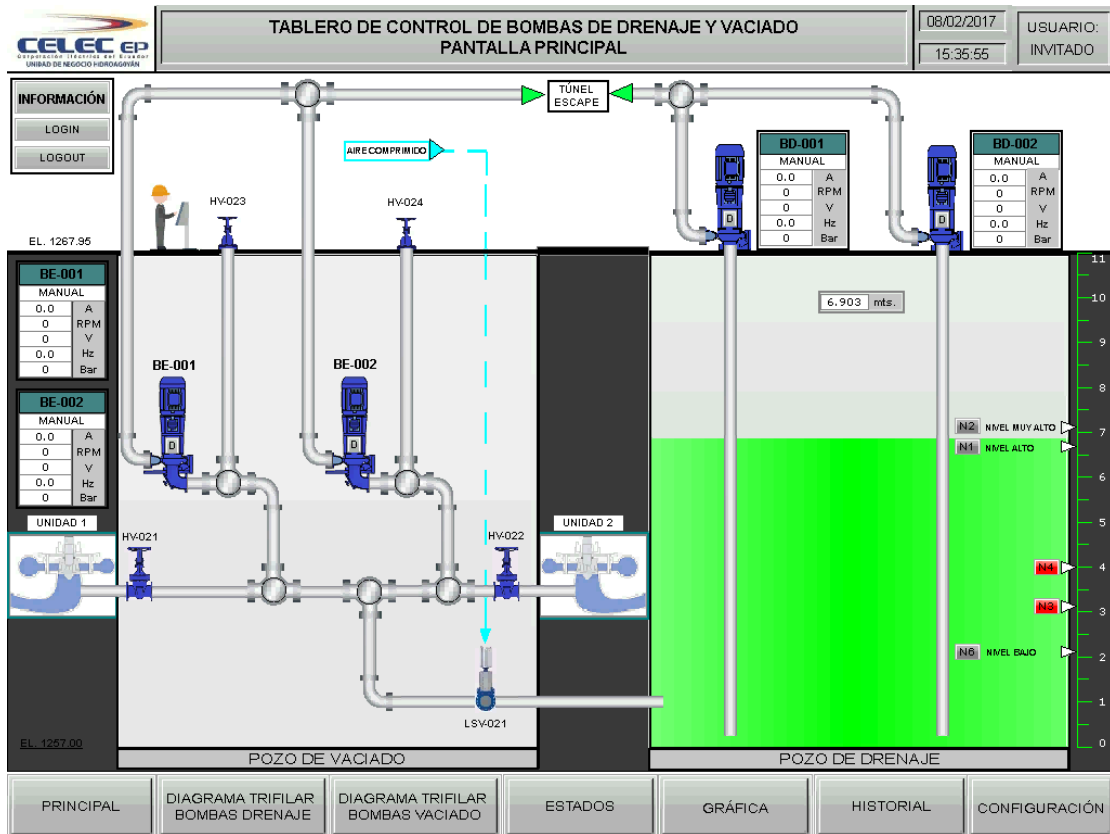 CELEC EP
Corporación Eléctrica del Ecuador
UNIDAD DE NEGOCIO HIDROAGOYÁN
TABLERO DE CONTROL DE BOMBAS DE DRENAJE Y VACIADO
PANTALLA PRINCIPAL
08/02/2017
15:35:55
USUARIO:
INVITADO
INFORMACIÓN
LOGIN
LOGOUT
TÚNEL
ESCAPE
AIRE COMPRIMIDO
HV-023
HV-024
EL. 1267.95
BD-001
MANUAL
0.0 A
0 RPM
0 V
0.0 Hz
0 Bar
D
BD-002
MANUAL
0.0 A
0 RPM
0 V
0.0 Hz
0 Bar
D
BE-001
MANUAL
0.0 A
0 RPM
0 V
0.0 Hz
0 Bar
BE-002
MANUAL
0.0 A
0 RPM
0 V
0.0 Hz
0 Bar
BE-001
D
BE-002
D
UNIDAD 1
HV-021
HV-022
UNIDAD 2
LSV-021
EL. 1257.00
6.903 mts.
11
10
9
8
7
6
5
4
3
2
1
0
N2 NIVEL MUY ALTO
N1 NIVEL ALTO
N4
N3
N6 NIVEL BAJO
POZO DE VACIADO
POZO DE DRENAJE
PRINCIPAL
DIAGRAMA TRIFILAR
BOMBAS DRENAJE
DIAGRAMA TRIFILAR
BOMBAS VACIADO
ESTADOS
GRÁFICA
HISTORIAL
CONFIGURACIÓN